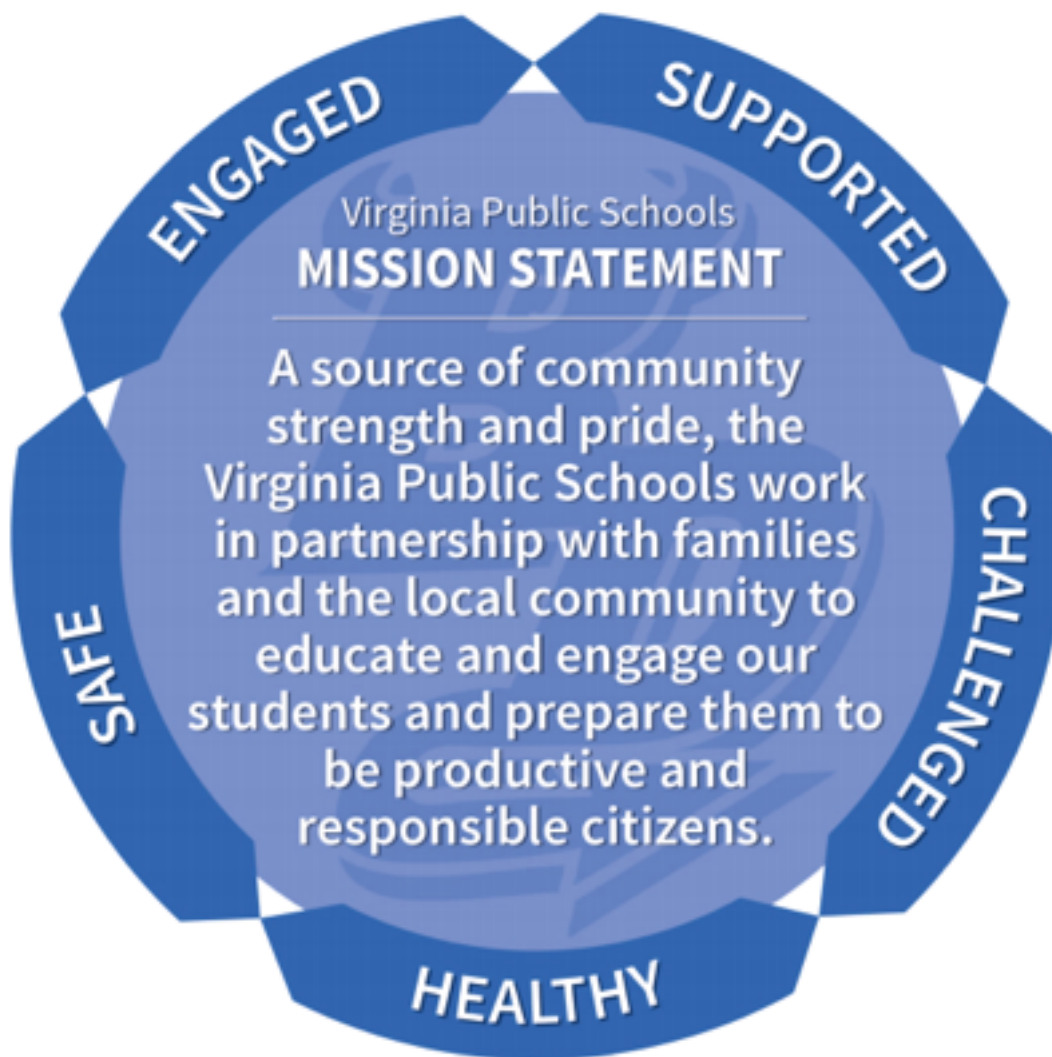 ENGAGED
SUPPORTED
Virginia Public Schools
MISSION STATEMENT
A source of community
strength and pride, the
Virginia Public Schools work
in partnership with families
and the local community to
educate and engage our
students and prepare them to
be productive and
responsible citizens.
SAFE
CHALLENGED
HEALTHY